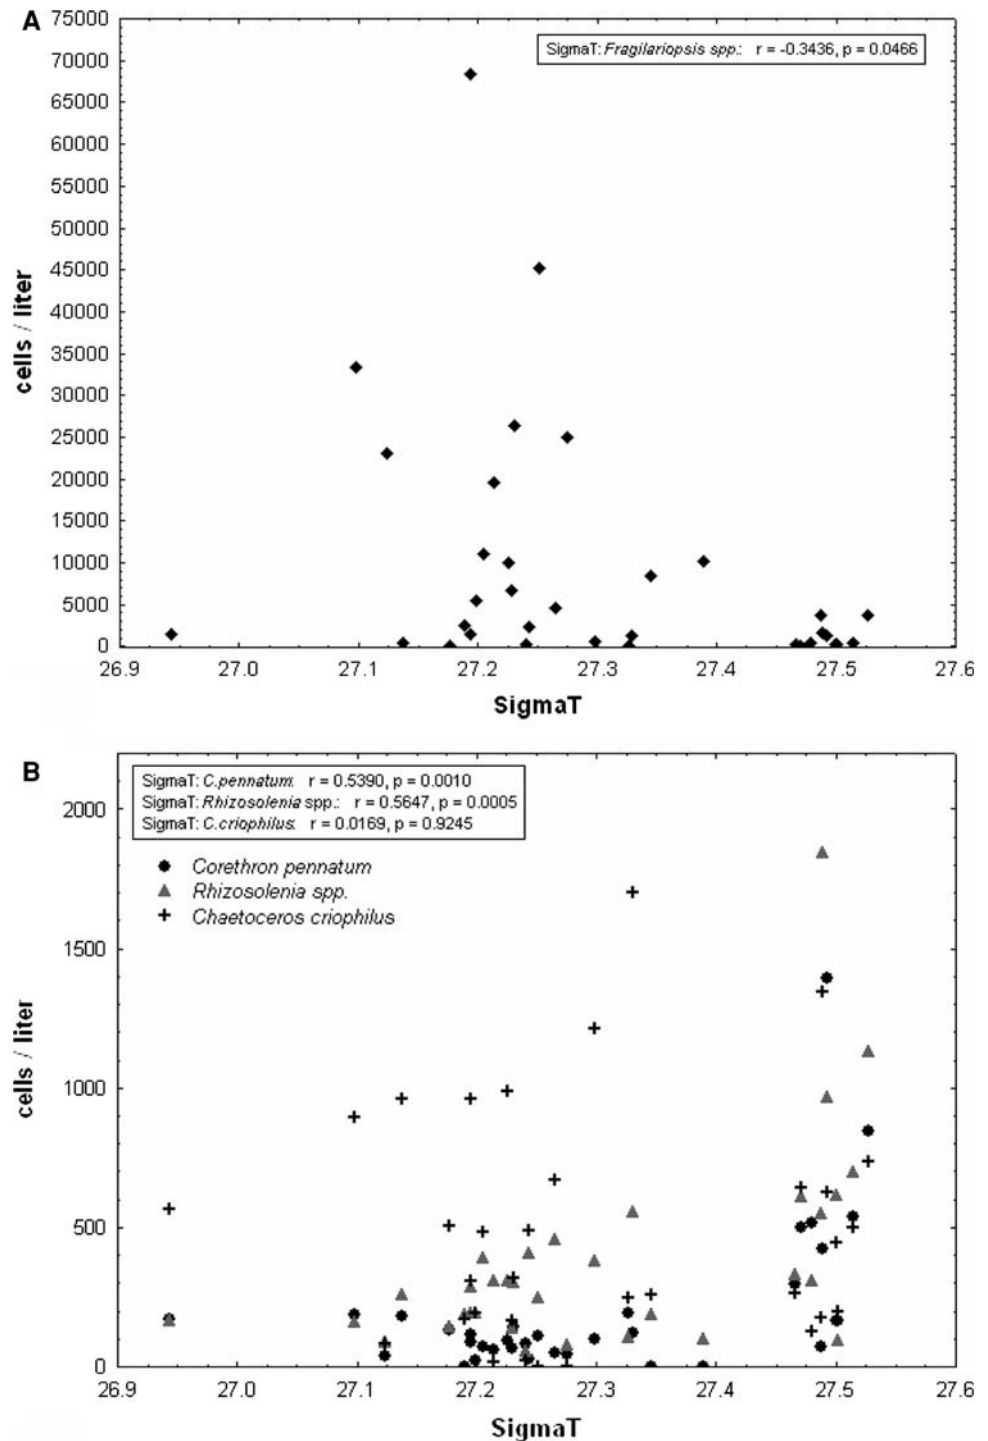 A
75000
70000
65000
60000
55000
50000
45000
40000
35000
30000
25000
20000
15000
10000
5000
0
cells / liter
SigmaT: Fragilariopsis spp.: r = -0.3436, p = 0.0466
26.9 27.0 27.1 27.2 27.3 27.4 27.5 27.6
SigmaT
B
SigmaT: C.pennatum: r = 0.5390, p = 0.0010
SigmaT: Rhizosolenia spp.: r = 0.5647, p = 0.0005
SigmaT: C.criophilus: r = 0.0169, p = 0.9245
Corethron pennatum
Rhizosolenia spp.
Chaetoceros criophilus
2000
1500
1000
500
0
cells / liter
26.9 27.0 27.1 27.2 27.3 27.4 27.5 27.6
SigmaT